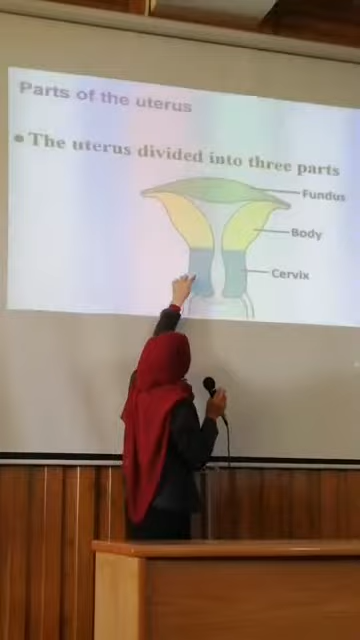 Parts of the uterus
• The uterus divided into three parts
Fundus
Body
Cervix